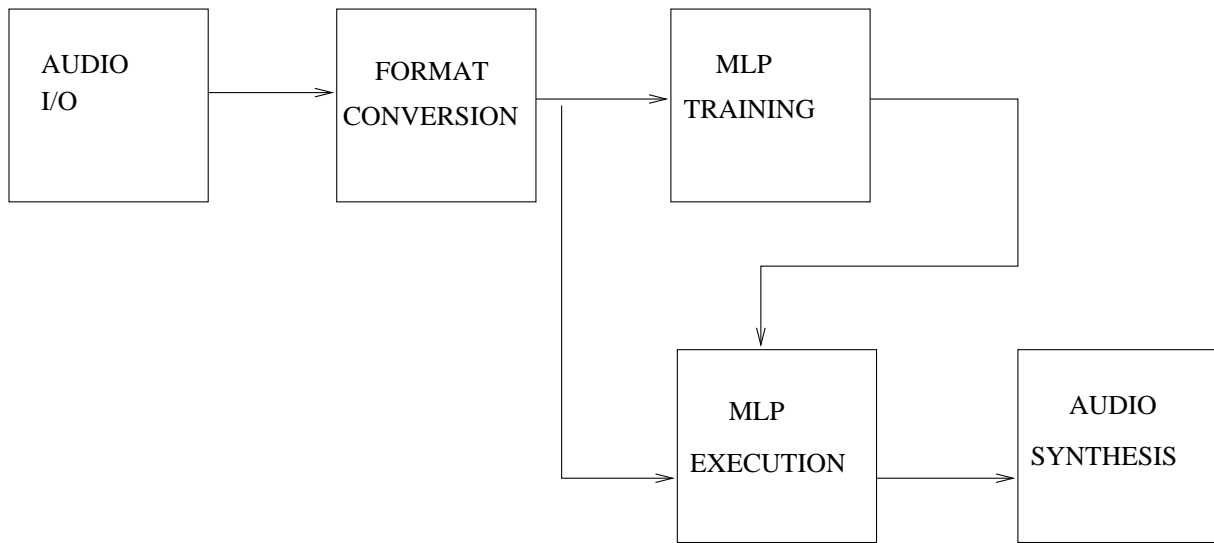 AUDIO
I/O
FORMAT
CONVERSION
MLP
TRAINING
MLP
EXECUTION
AUDIO
SYNTHESIS